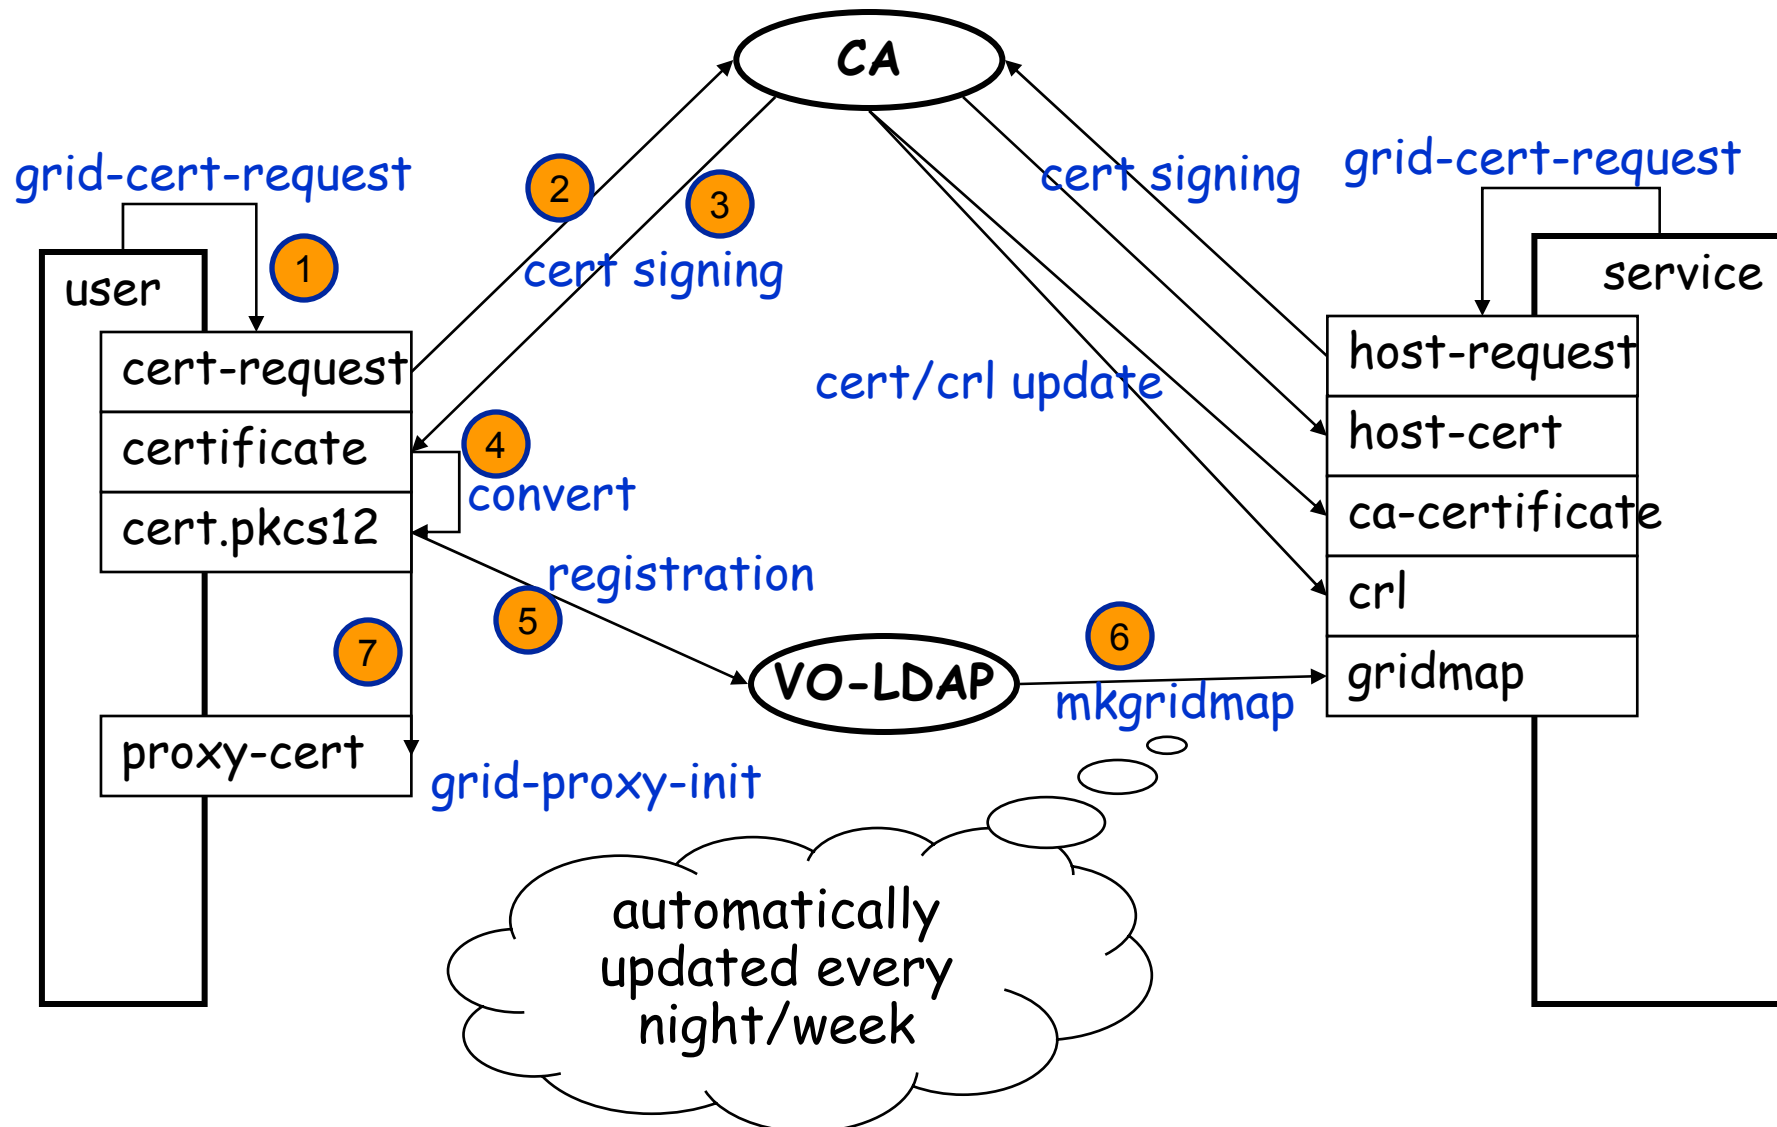 CA
grid-cert-request
2
3
cert signing
grid-cert-request
1
cert signing
user
service
cert-request
host-request
cert/crl update
certificate
4
host-cert
convert
cert.pkcs12
ca-certificate
registration
crl
5
7
6
VO-LDAP
mkgridmap
gridmap
proxy-cert
grid-proxy-init
automatically
updated every
night/week